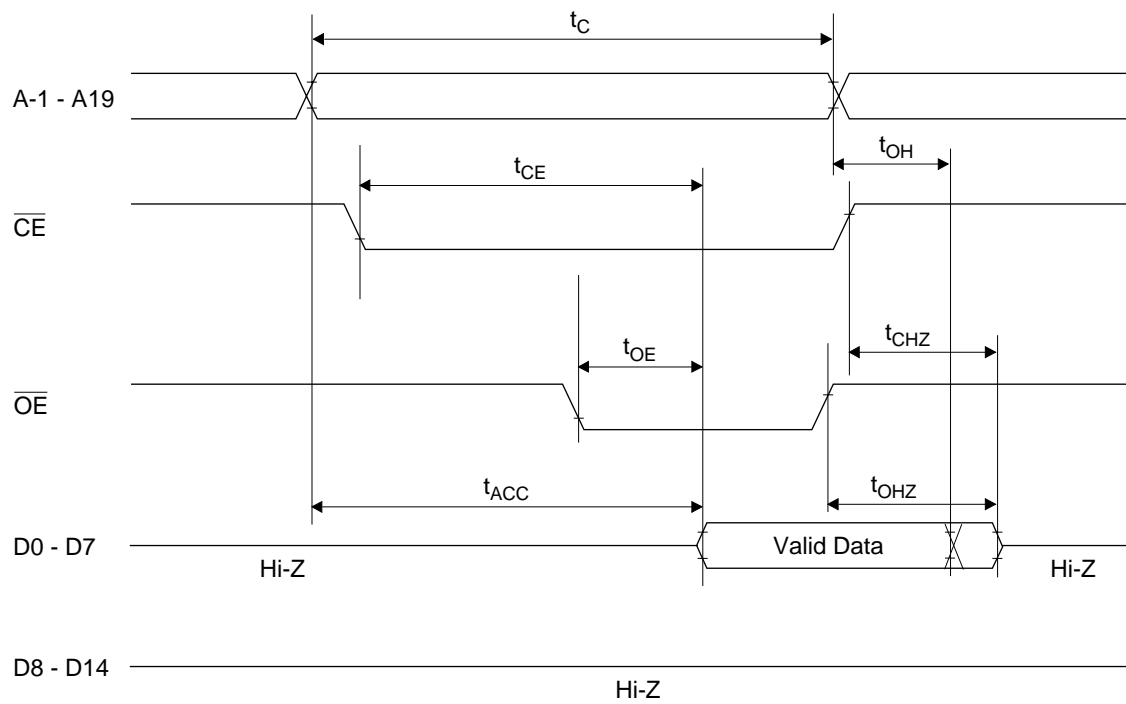 tC
A-1 - A19
tOH
tCE
CE
tCHZ
tOE
OE
tACC
tOHZ
D0 - D7
Valid Data
Hi-Z
Hi-Z
D8 - D14
Hi-Z